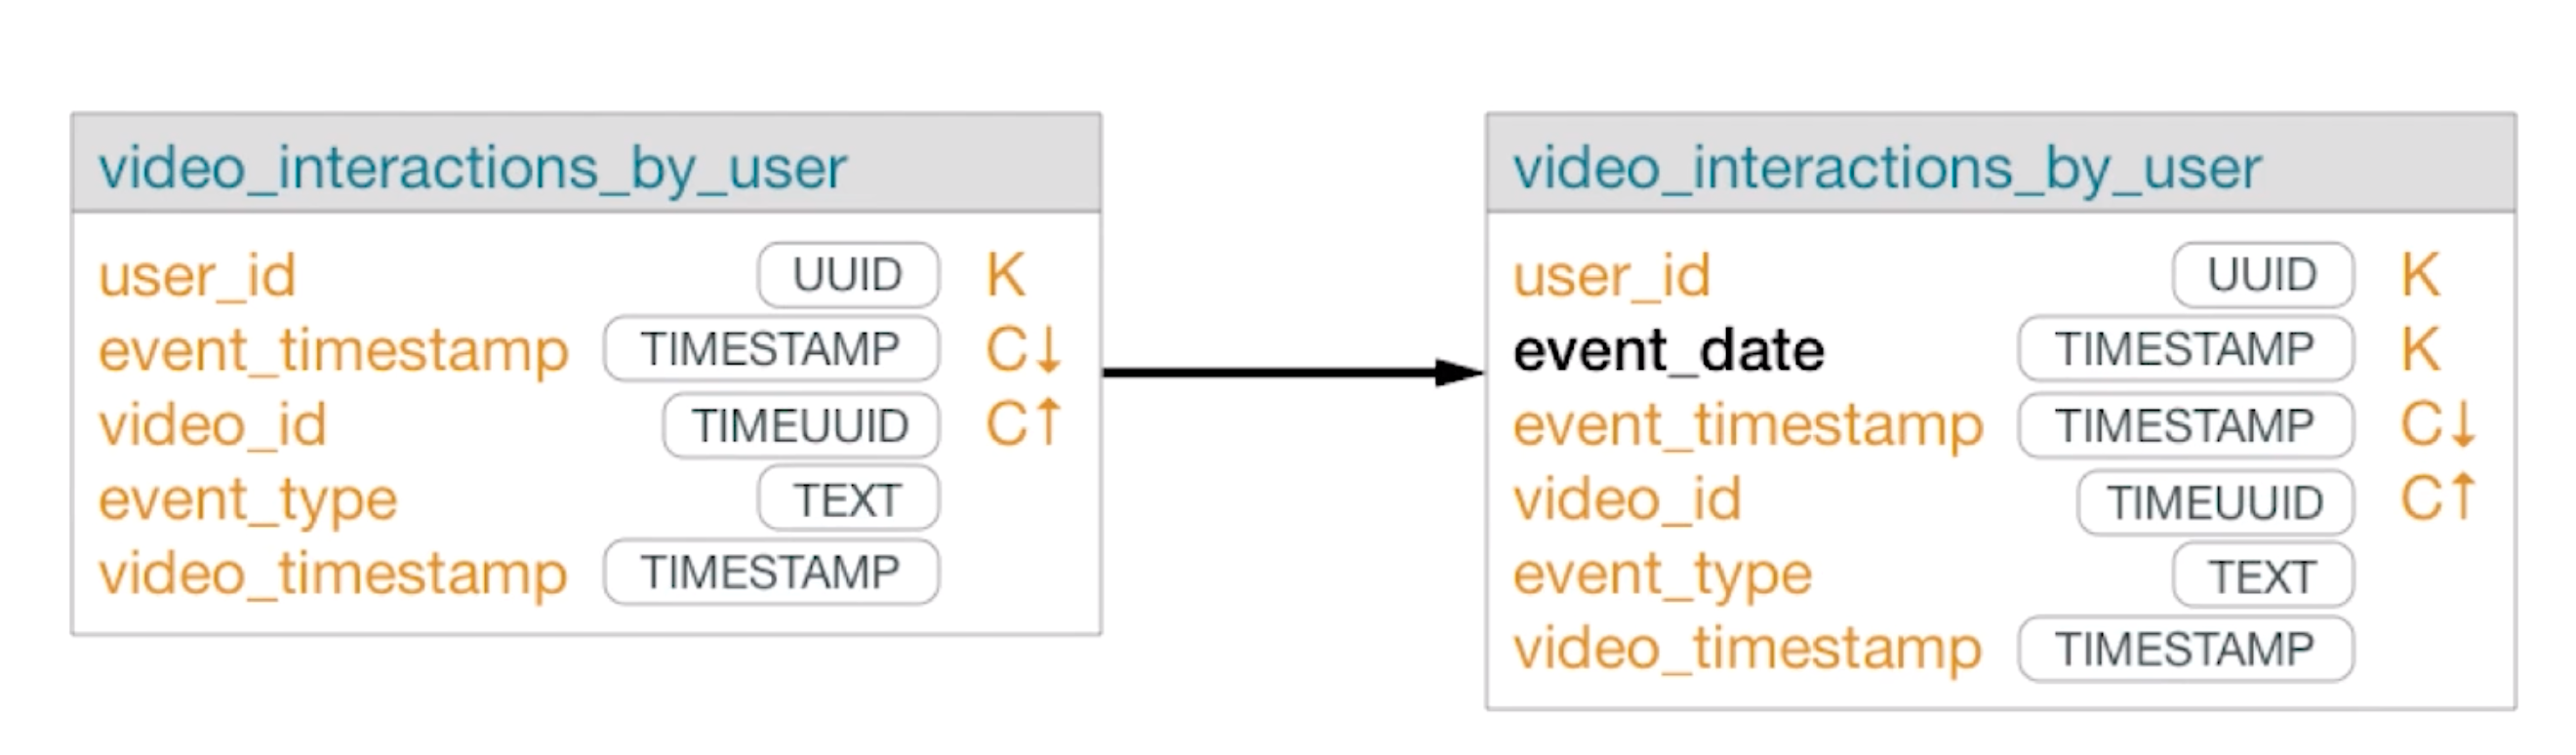 video_interactions_by_user
user_id UUID K
event_timestamp TIMESTAMP C↓
video_id TIMEUUID C↑
event_type TEXT
video_timestamp TIMESTAMP
video_interactions_by_user
user_id UUID K
event_date TIMESTAMP K
event_timestamp TIMESTAMP C↓
video_id TIMEUUID C↑
event_type TEXT
video_timestamp TIMESTAMP